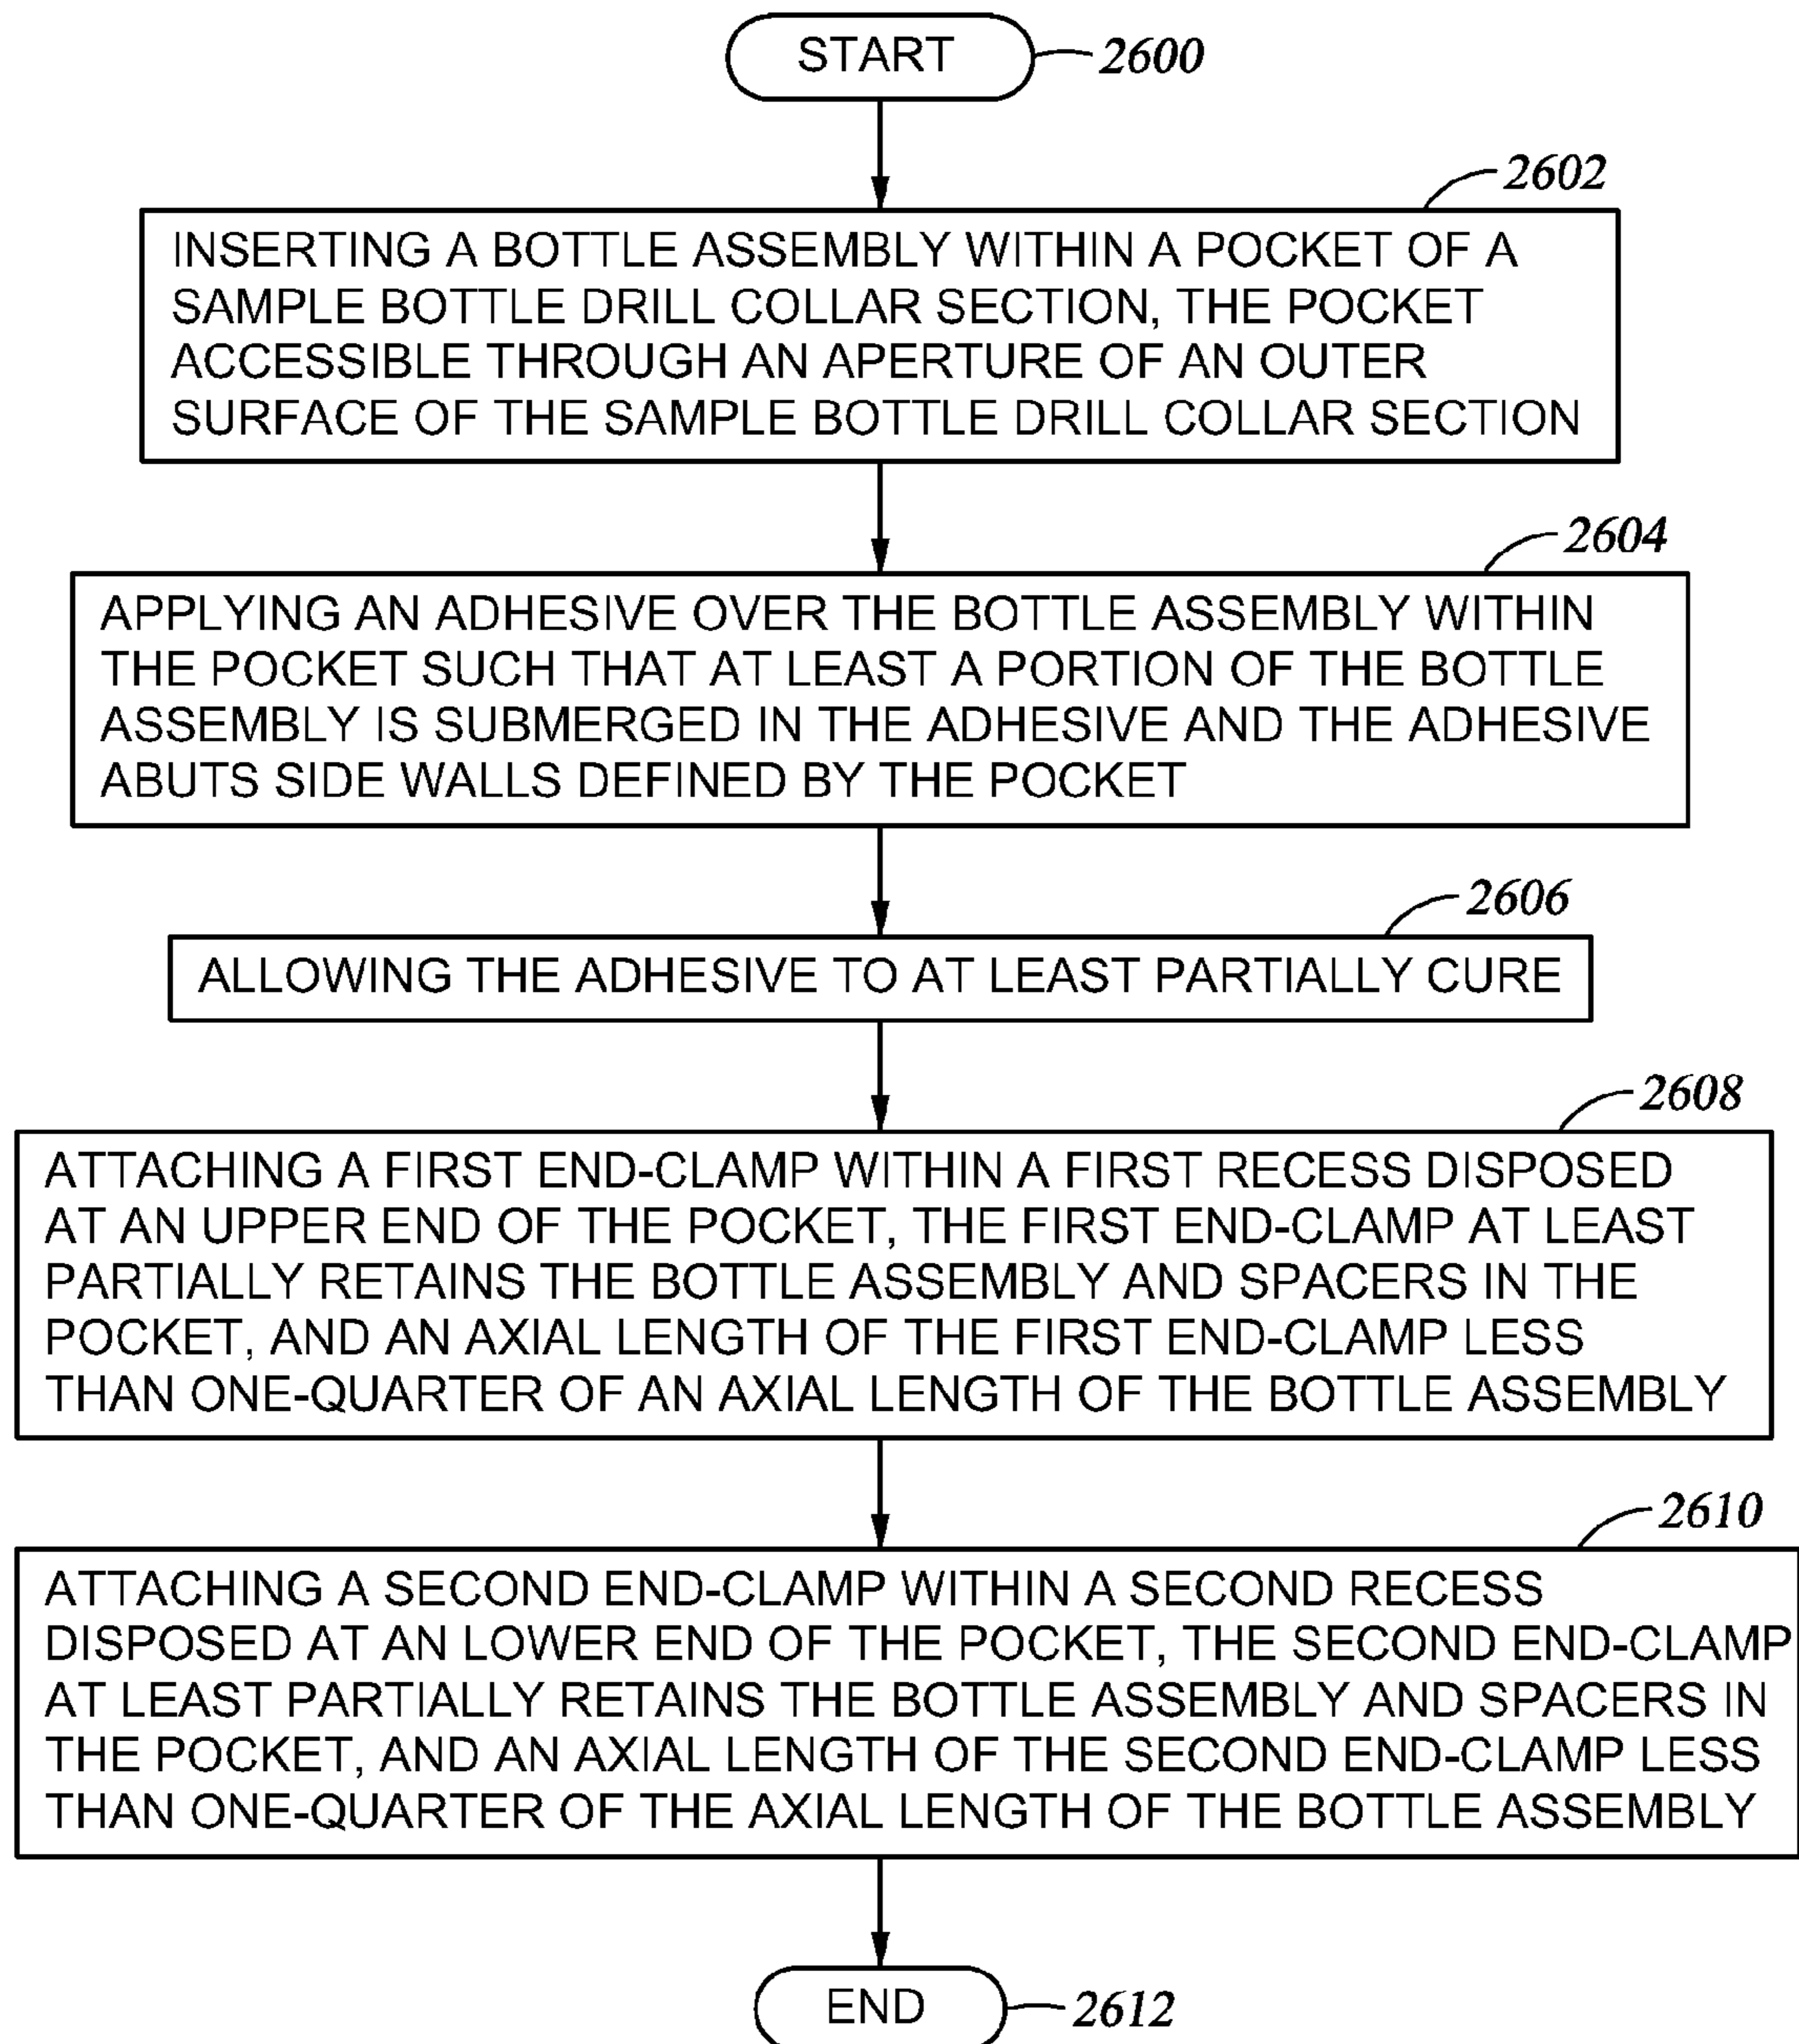 START
2600
2602
INSERTING A BOTTLE ASSEMBLY WITHIN A POCKET OF A
SAMPLE BOTTLE DRILL COLLAR SECTION, THE POCKET
ACCESSIBLE THROUGH AN APERTURE OF AN OUTER
SURFACE OF THE SAMPLE BOTTLE DRILL COLLAR SECTION
2604
APPLYING AN ADHESIVE OVER THE BOTTLE ASSEMBLY WITHIN
THE POCKET SUCH THAT AT LEAST A PORTION OF THE BOTTLE
ASSEMBLY IS SUBMERGED IN THE ADHESIVE AND THE ADHESIVE
ABUTS SIDE WALLS DEFINED BY THE POCKET
2606
ALLOWING THE ADHESIVE TO AT LEAST PARTIALLY CURE
2608
ATTACHING A FIRST END-CLAMP WITHIN A FIRST RECESS DISPOSED
AT AN UPPER END OF THE POCKET, THE FIRST END-CLAMP AT LEAST
PARTIALLY RETAINS THE BOTTLE ASSEMBLY AND SPACERS IN THE
POCKET, AND AN AXIAL LENGTH OF THE FIRST END-CLAMP LESS
THAN ONE-QUARTER OF AN AXIAL LENGTH OF THE BOTTLE ASSEMBLY
2610
ATTACHING A SECOND END-CLAMP WITHIN A SECOND RECESS
DISPOSED AT AN LOWER END OF THE POCKET, THE SECOND END-CLAMP
AT LEAST PARTIALLY RETAINS THE BOTTLE ASSEMBLY AND SPACERS IN
THE POCKET, AND AN AXIAL LENGTH OF THE SECOND END-CLAMP LESS
THAN ONE-QUARTER OF THE AXIAL LENGTH OF THE BOTTLE ASSEMBLY
END
2612